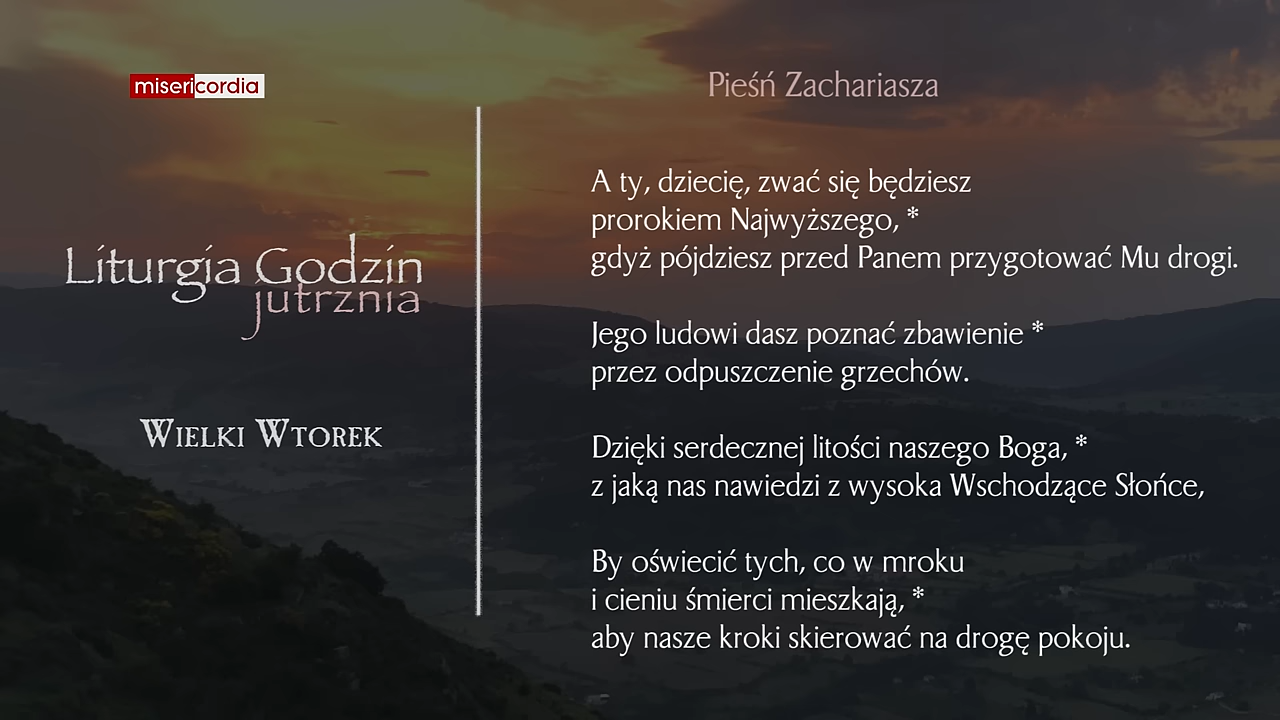 misericordia
Liturgia Godzin
jutrznia
Wielki Wtorek
Pieśń Zachariasza
A ty, dziecię, zwać się będziesz
prorokiem Najwyższego, *
gdyż pójdziesz przed Panem przygotować Mu drogi.
Jego ludowi dasz poznać zbawienie *
przez odpuszczenie grzechów.
Dzięki serdecznej litości naszego Boga, *
z jaką nas nawiedzi z wysoka Wschodzące Słońce,
By oświecić tych, co w mroku
i cieniu śmierci mieszkają, *
aby nasze kroki skierować na drogę pokoju.